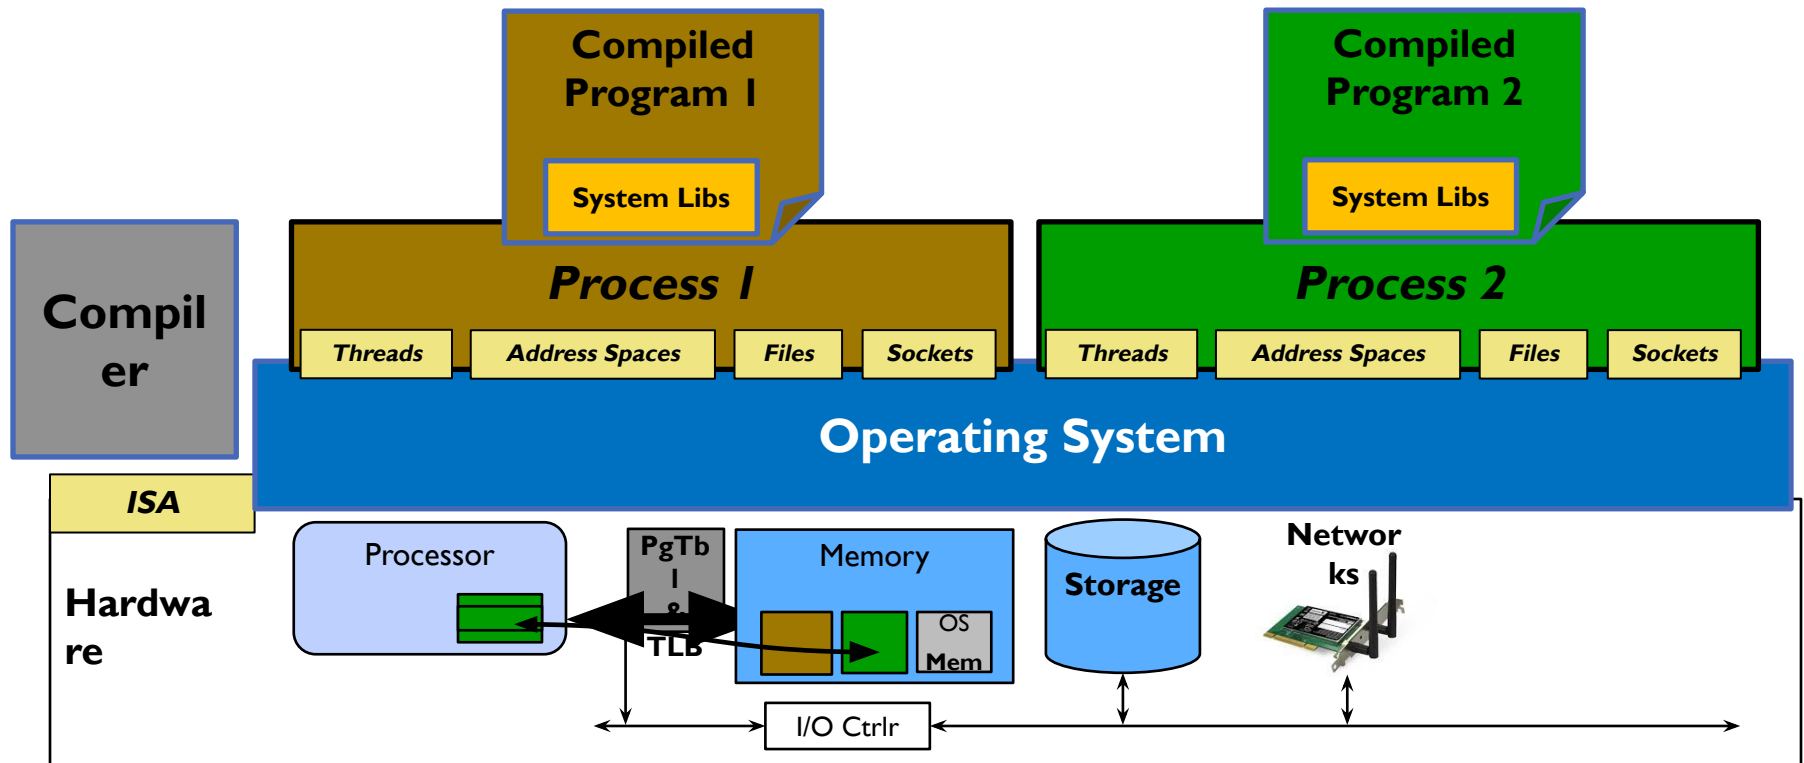 Compiled
Program 1
System Libs
Compiled
Program 2
System Libs
Process 1
Process 2
Compil
er
Threads
Address Spaces
Files
Sockets
Threads
Address Spaces
Files
Sockets
Operating System
ISA
Hardwa
re
Processor
PgTb
l
&
TLB
Memory
OS
Mem
Storage
Networ
ks
I/O Ctrlr